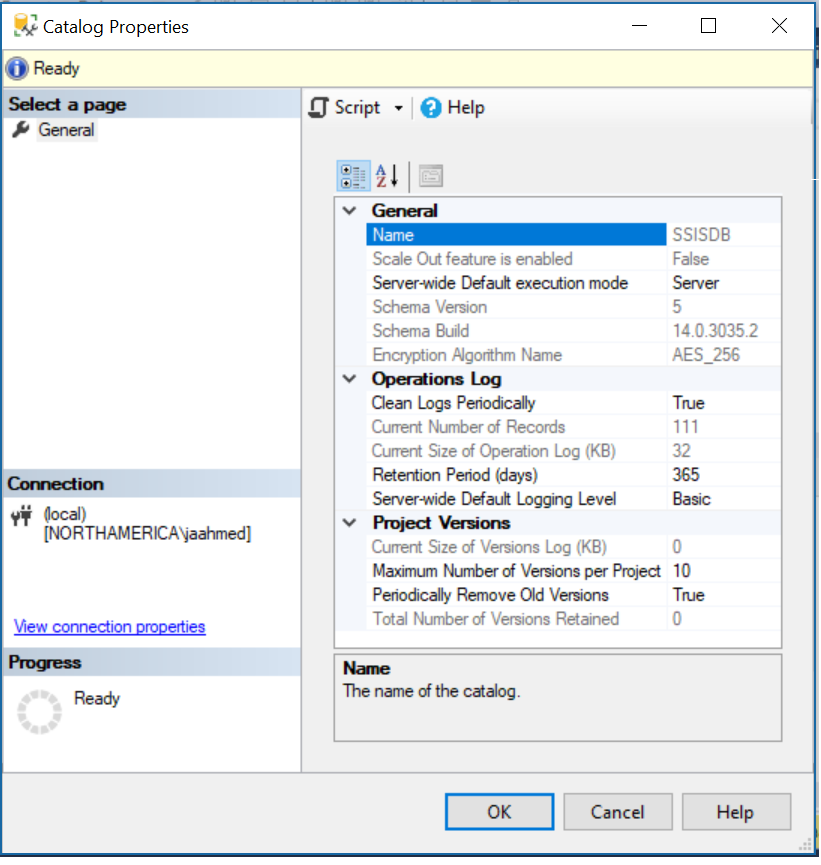 Catalog Properties
Ready
Select a page
General
Script
Help
General
Name SSISDB
Scale Out feature is enabled False
Server-wide Default execution mode Server
Schema Version 5
Schema Build 14.0.3035.2
Encryption Algorithm Name AES_256
Operations Log
Clean Logs Periodically True
Current Number of Records 111
Current Size of Operation Log (KB) 32
Retention Period (days) 365
Server-wide Default Logging Level Basic
Project Versions
Current Size of Versions Log (KB) 0
Maximum Number of Versions per Project 10
Periodically Remove Old Versions True
Total Number of Versions Retained 0
Connection
(local)
[NORTHAMERICA\jaahmed]
View connection properties
Progress
Ready
Name
The name of the catalog.
OK
Cancel
Help